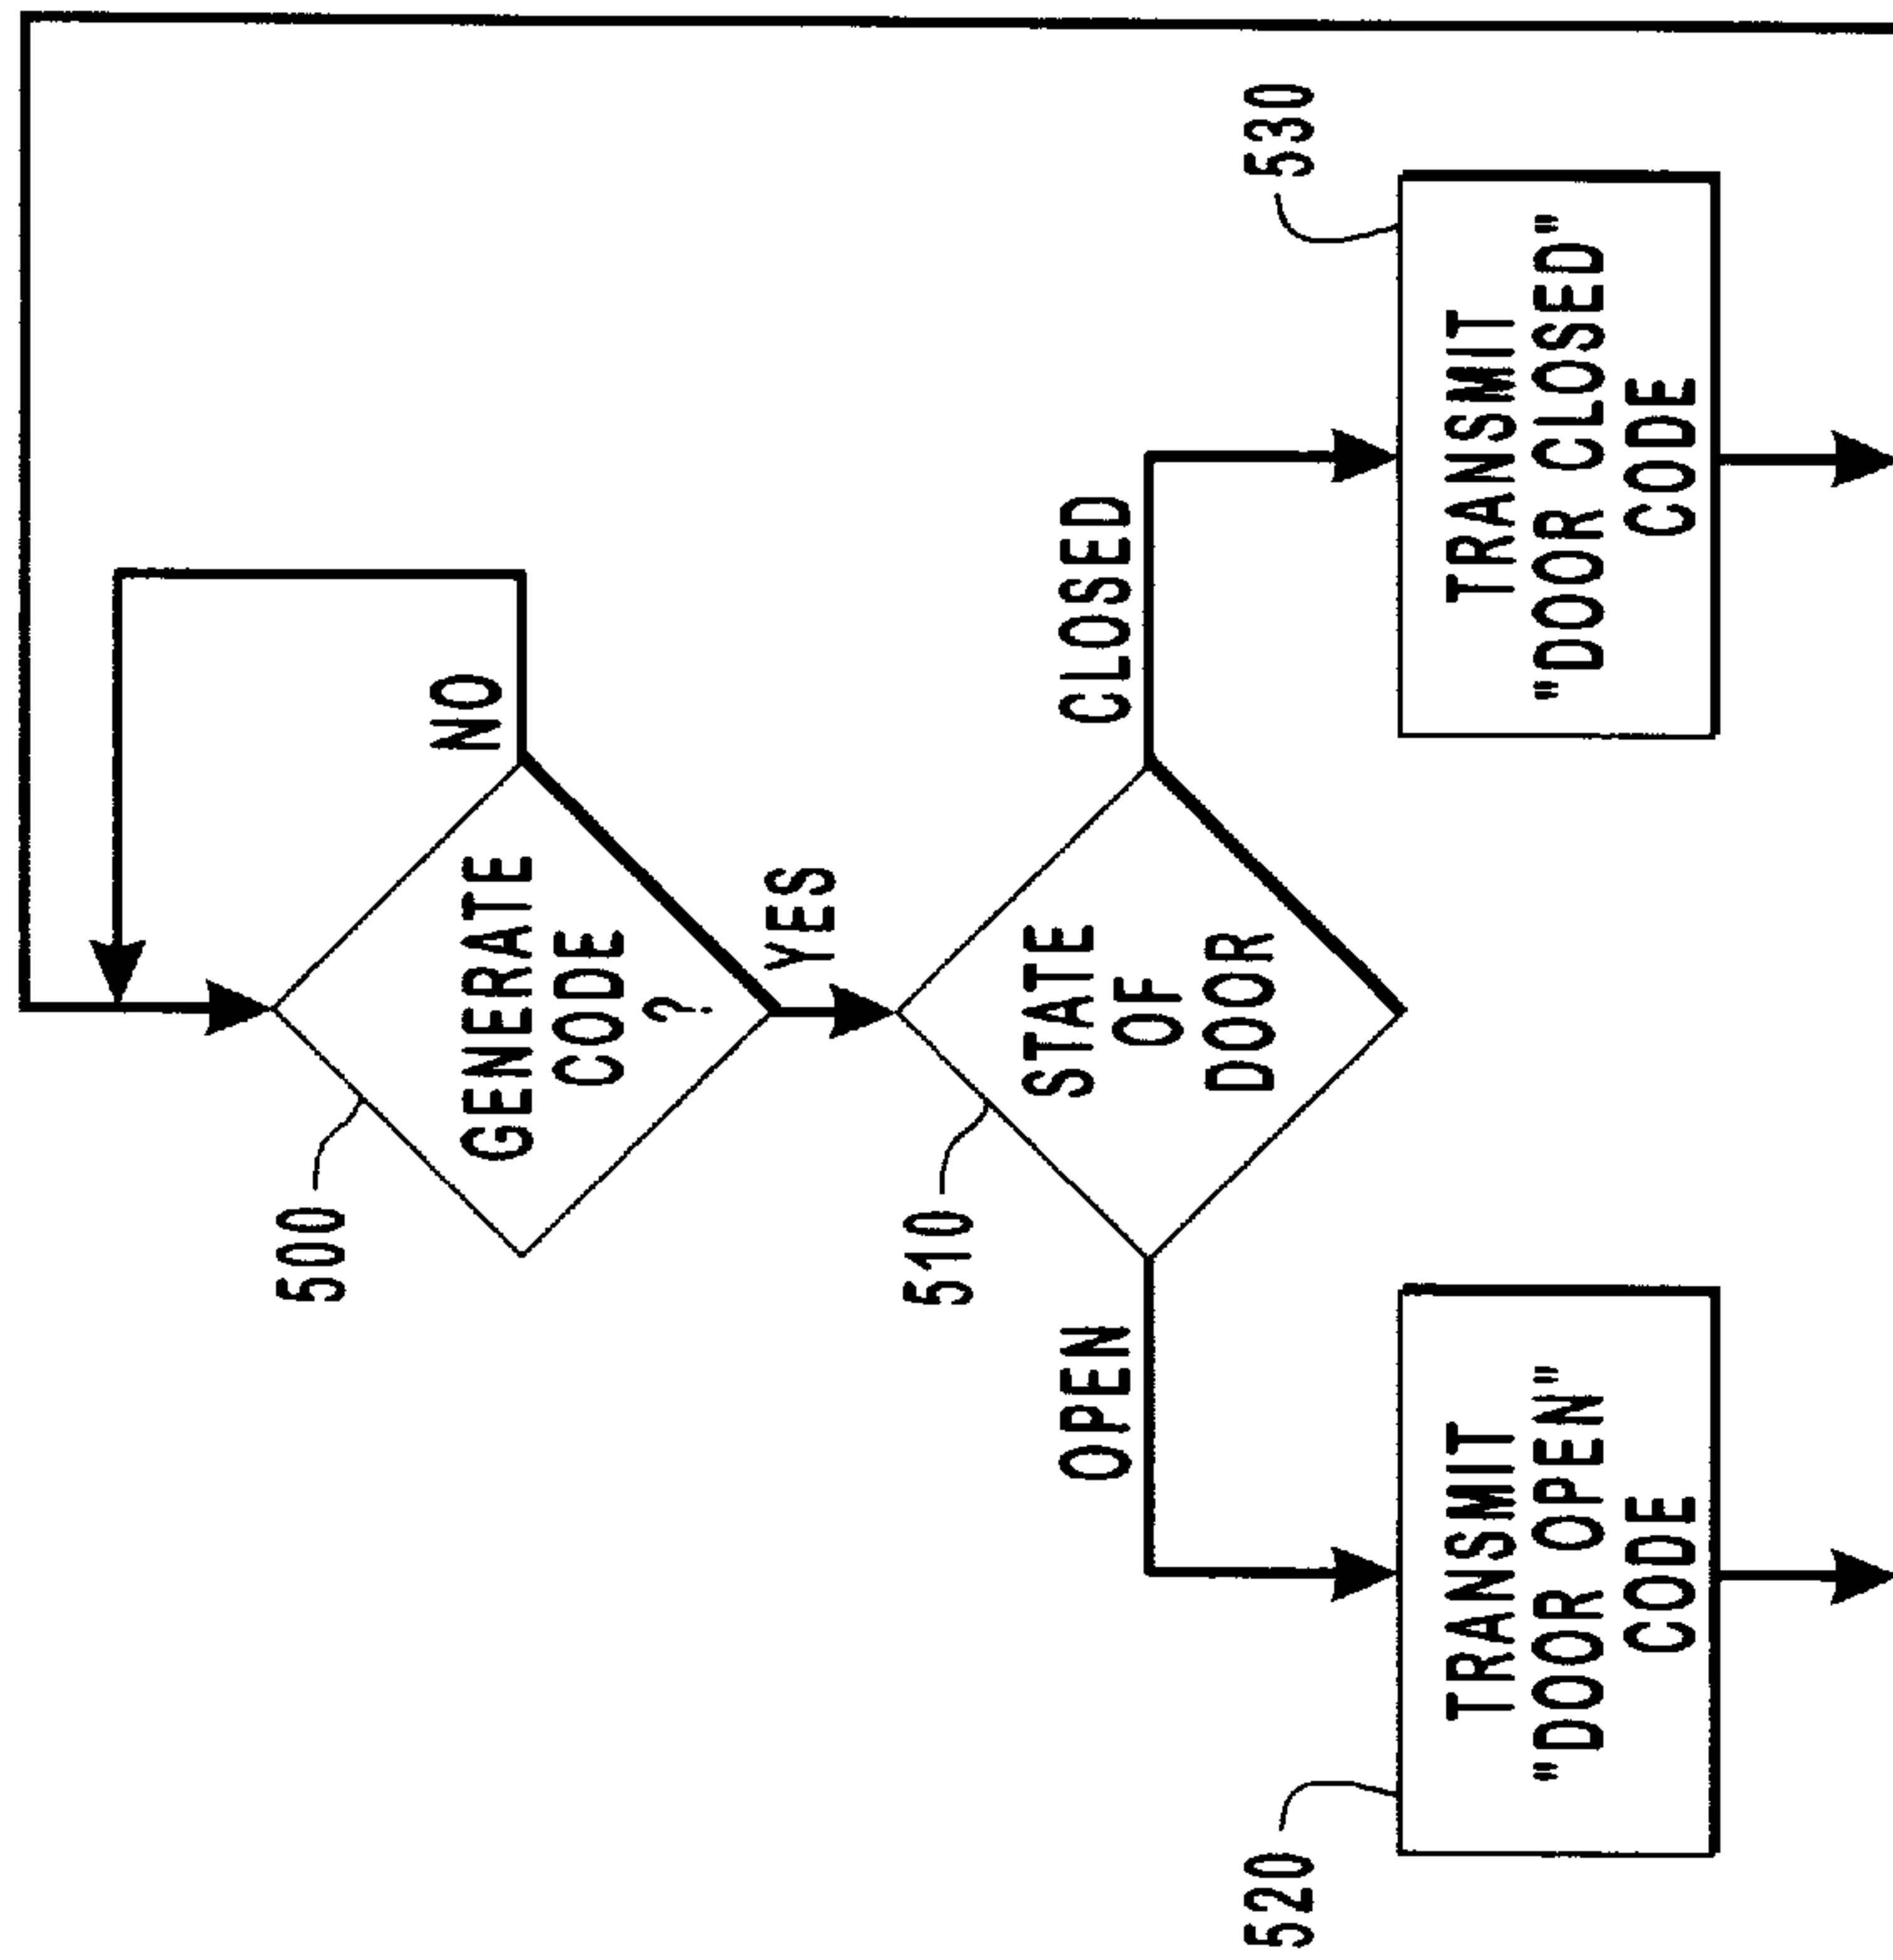 500
GENERATE
CODE
?
NO
YES
510
STATE
OF
DOOR
OPEN
CLOSED
520
TRANSMIT
"DOOR OPEN"
CODE
530
TRANSMIT
"DOOR CLOSED"
CODE